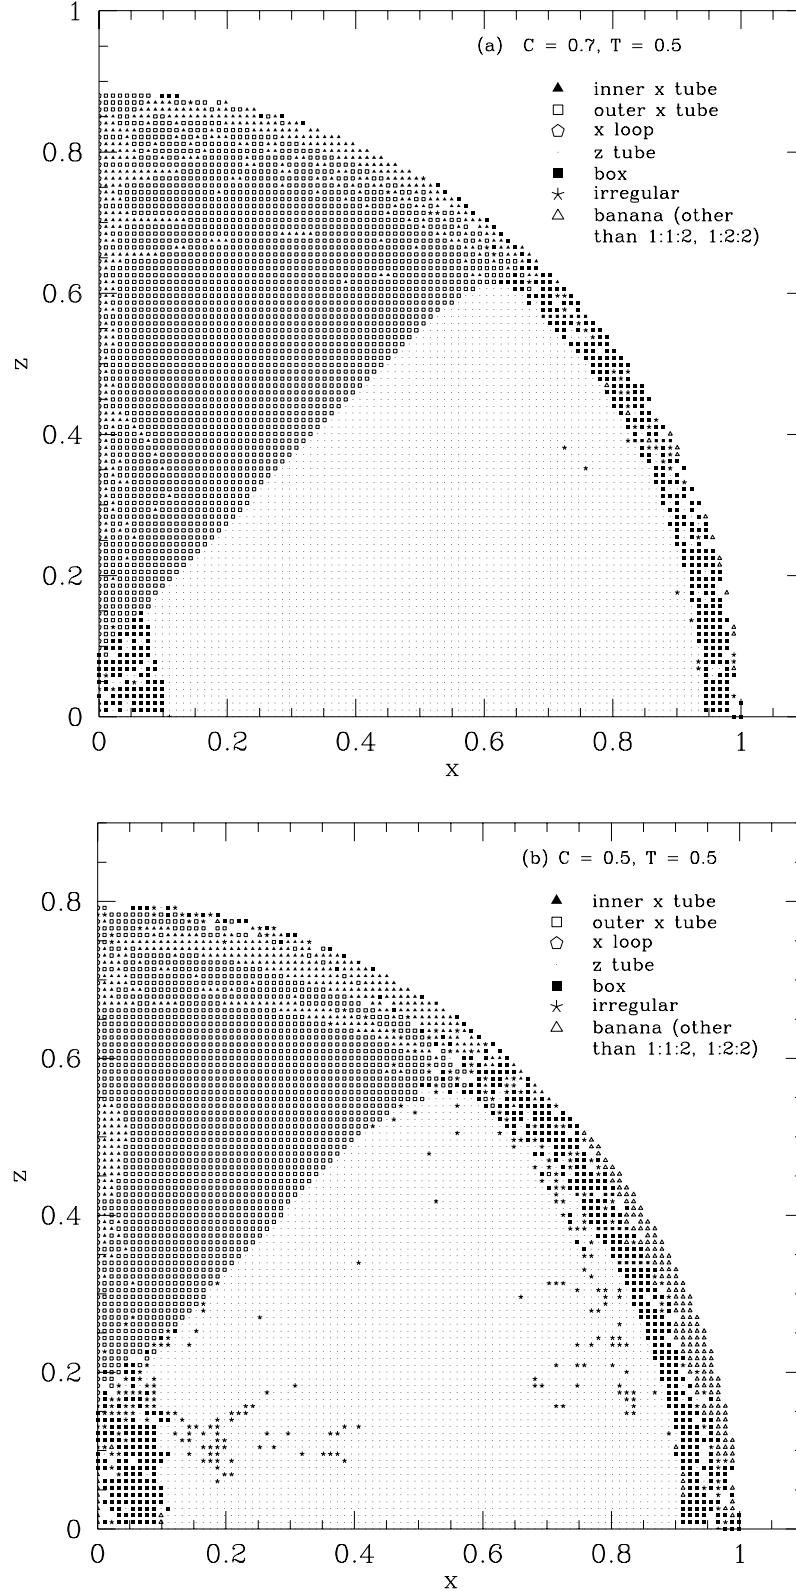 1
(a) C = 0.7, T = 0.5
inner x tube
outer x tube
x loop
z tube
box
irregular
banana (other
than 1:1:2, 1:2:2)
0.8
0.6
z
0.4
0.2
0
0 0.2 0.4 0.6 0.8 1
x
(b) C = 0.5, T = 0.5
0.8
inner x tube
outer x tube
x loop
z tube
box
irregular
banana (other
than 1:1:2, 1:2:2)
0.6
z
0.4
0.2
0
0 0.2 0.4 0.6 0.8 1
x